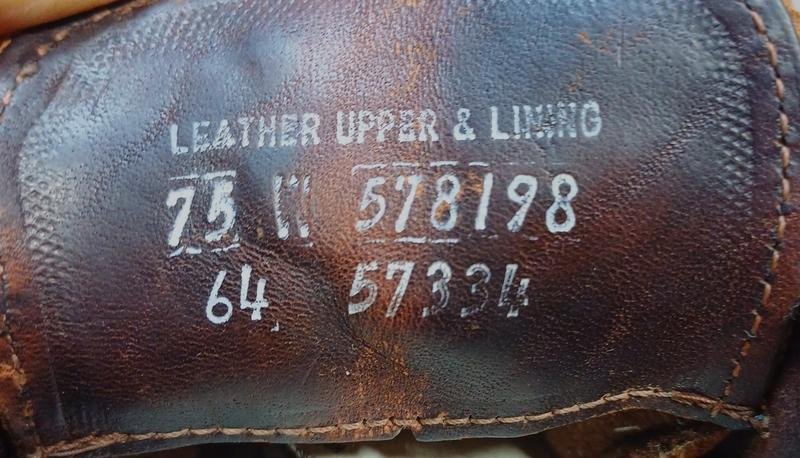 LEATHER UPPER & LINING
75 578198
64 57334